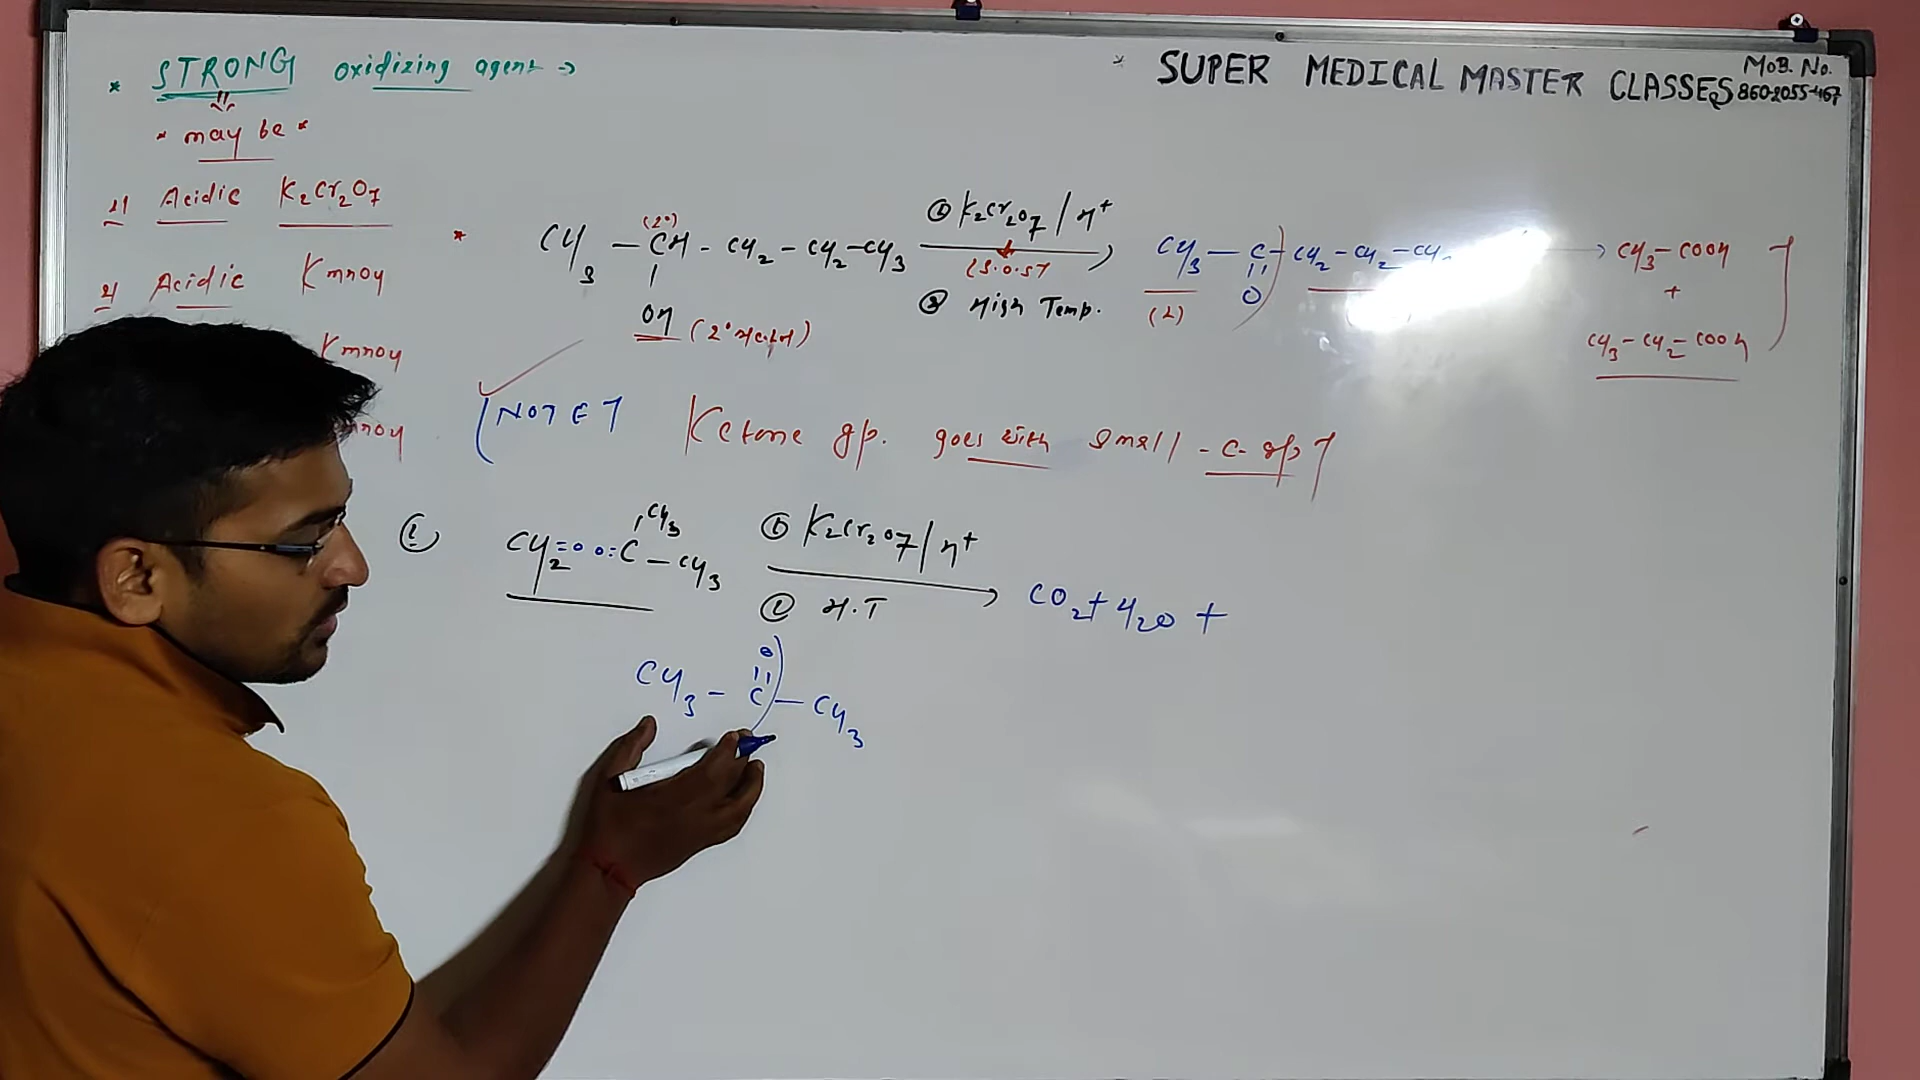 * STRONG oxidizing agent →
* SUPER MEDICAL MASTER CLASSES
MOB. No.
860-2055-467
* may be *
1) Acidic K2Cr2O7
2) Acidic KMnO4
KMnO4
nO4
(2°)
* CH3 — CH - CH2 - CH2 - CH3
OH (2° Alcohol)
① K2Cr2O7 / H+
(S.O.S)
② High Temp.
CH3 — C - CH2 - CH2 - CH
O
(2)
→ CH3 - COOH
+
CH3 - CH2 - COOH
(NOTE) Ketone gp. goes with small - C - gp)
CH3
① CH2 = O O = C - CH3
① K2Cr2O7 / H+
② H.T
CO2 + H2O +
O
CH3 - C - CH3